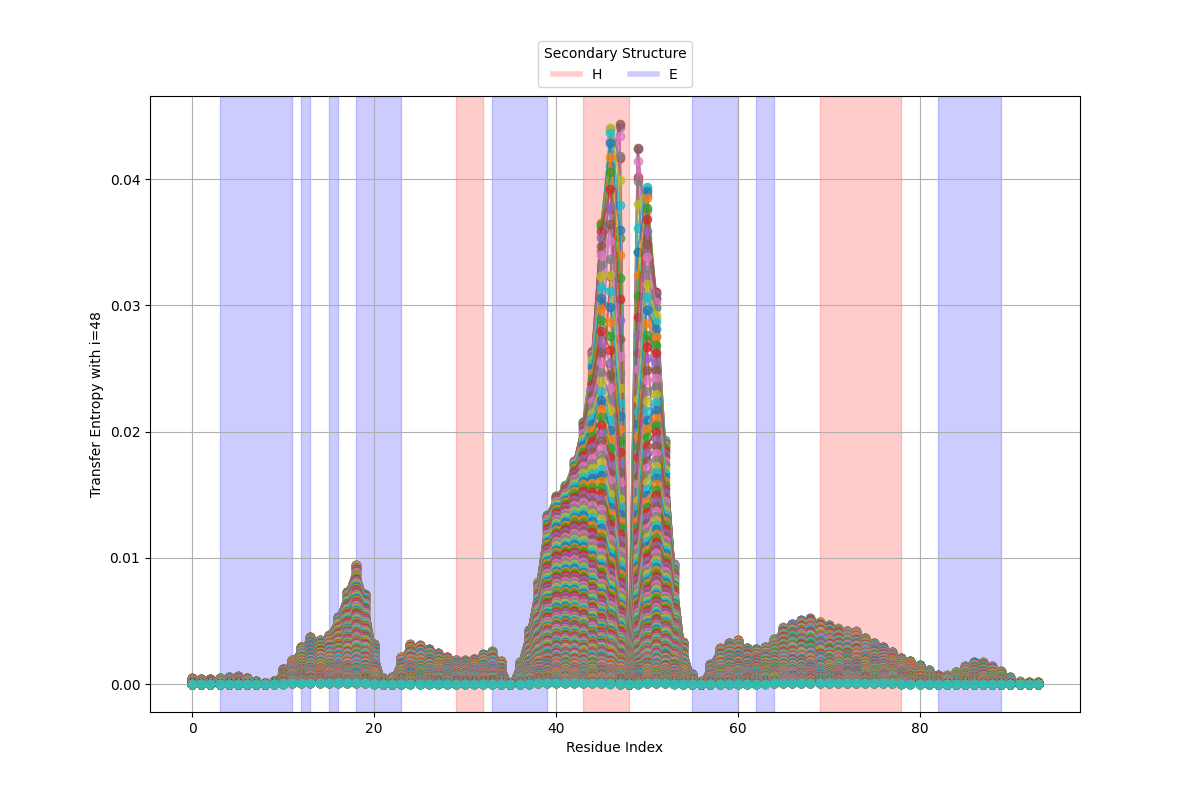 Secondary Structure
H E
0.04
0.03
0.02
0.01
0.00
Transfer Entropy with i=48
0 20 40 60 80
Residue Index